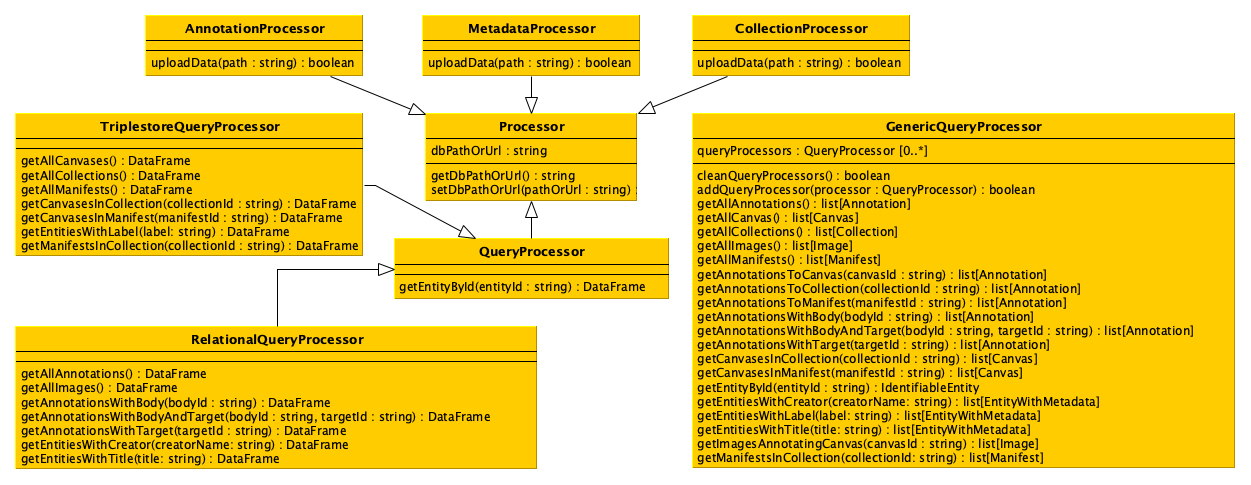 AnnotationProcessor
uploadData(path : string) : boolean
MetadataProcessor
uploadData(path : string) : boolean
CollectionProcessor
uploadData(path : string) : boolean
TriplestoreQueryProcessor
getAllCanvases() : DataFrame
getAllCollections() : DataFrame
getAllManifests() : DataFrame
getCanvasesInCollection(collectionId : string) : DataFrame
getCanvasesInManifest(manifestId : string) : DataFrame
getEntitiesWithLabel(label: string) : DataFrame
getManifestsInCollection(collectionId : string) : DataFrame
Processor
dbPathOrUrl : string
getDbPathOrUrl() : string
setDbPathOrUrl(pathOrUrl : string) :
QueryProcessor
getEntityById(entityId : string) : DataFrame
RelationalQueryProcessor
getAllAnnotations() : DataFrame
getAllImages() : DataFrame
getAnnotationsWithBody(bodyId : string) : DataFrame
getAnnotationsWithBodyAndTarget(bodyId : string, targetId : string) : DataFrame
getAnnotationsWithTarget(targetId : string) : DataFrame
getEntitiesWithCreator(creatorName: string) : DataFrame
getEntitiesWithTitle(title: string) : DataFrame
GenericQueryProcessor
queryProcessors : QueryProcessor [0..*]
cleanQueryProcessors() : boolean
addQueryProcessor(processor : QueryProcessor) : boolean
getAllAnnotations() : list[Annotation]
getAllCanvas() : list[Canvas]
getAllCollections() : list[Collection]
getAllImages() : list[Image]
getAllManifests() : list[Manifest]
getAnnotationsToCanvas(canvasId : string) : list[Annotation]
getAnnotationsToCollection(collectionId : string) : list[Annotation]
getAnnotationsToManifest(manifestId : string) : list[Annotation]
getAnnotationsWithBody(bodyId : string) : list[Annotation]
getAnnotationsWithBodyAndTarget(bodyId : string, targetId : string) : list[Annotation]
getAnnotationsWithTarget(targetId : string) : list[Annotation]
getCanvasesInCollection(collectionId : string) : list[Canvas]
getCanvasesInManifest(manifestId : string) : list[Canvas]
getEntityById(entityId : string) : IdentifiableEntity
getEntitiesWithCreator(creatorName : string) : list[EntityWithMetadata]
getEntitiesWithLabel(label: string) : list[EntityWithMetadata]
getEntitiesWithTitle(title: string) : list[EntityWithMetadata]
getImagesAnnotatingCanvas(canvasId : string) : list[Image]
getManifestsInCollection(collectionId: string) : list[Manifest]